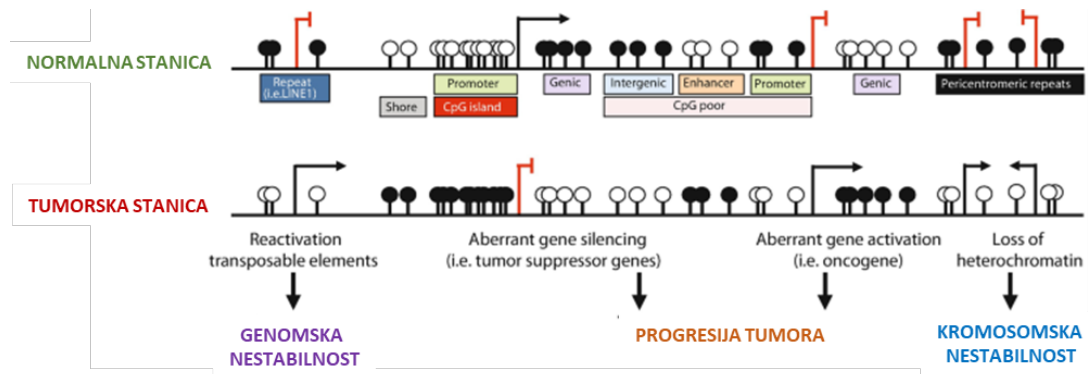 NORMALNA STANICA
Repeat
(i.e.LINE1)
Shore
Promoter
CpG island
Genic
Intergenic
Enhancer
Promoter
CpG poor
Genic
Pericentromeric repeats
TUMORSKA STANICA
Reactivation
transposable elements
Aberrant gene silencing
(i.e. tumor suppressor genes)
Aberrant gene activation
(i.e. oncogene)
Loss of
heterochromatin
GENOMSKA
NESTABILNOST
PROGRESIJA TUMORA
KROMOSOMSKA
NESTABILNOST